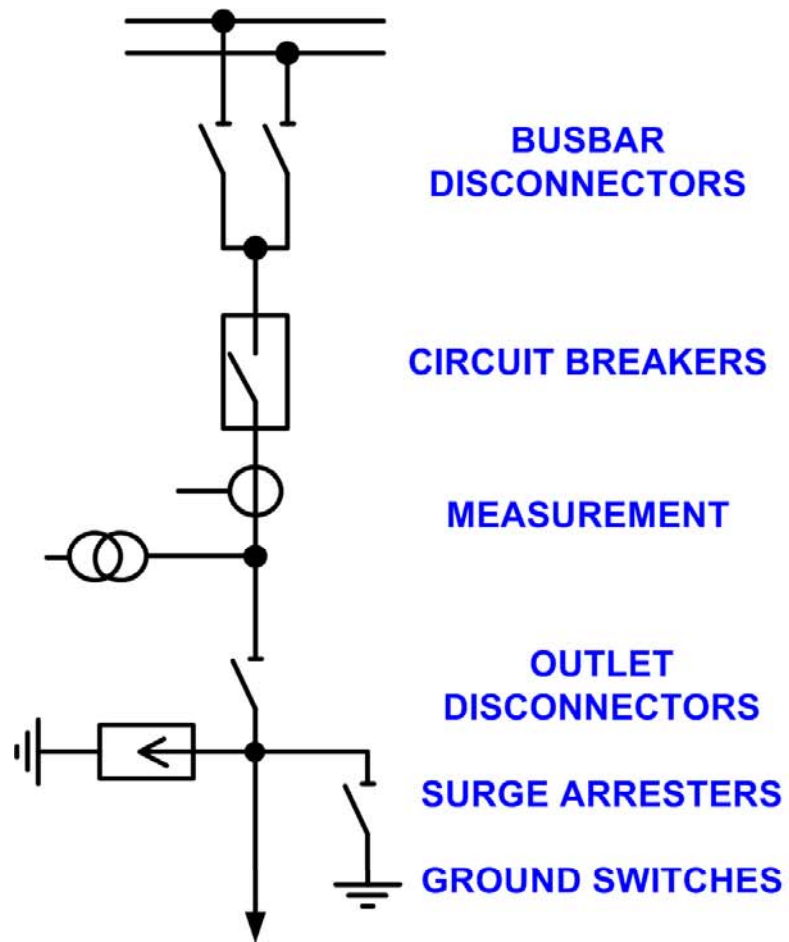 BUSBAR
DISCONNECTORS
CIRCUIT BREAKERS
MEASUREMENT
OUTLET
DISCONNECTORS
SURGE ARRESTERS
GROUND SWITCHES